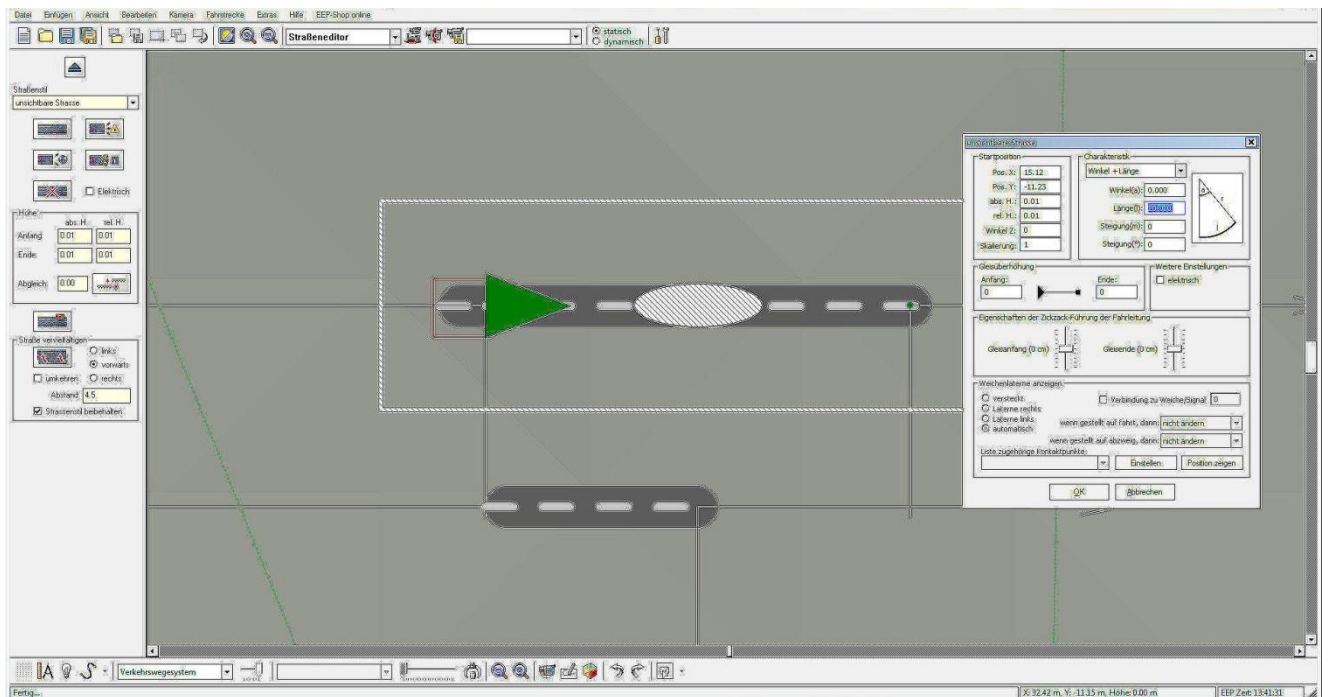 Datei Einfügen Ansicht Bearbeiten Kamera Fahrstrecke Extras Hilfe EEP-Shop online
Straßeneditor
statisch
dynamisch
Straßenstil
unsichtbare Strasse
Elektrisch
Höhe
abs. H. rel. H.
Anfang 0.01 0.01
Ende: 0.01 0.01
Abgleich: 0.00
Straße vervielfältigen
links
vorwärts
umkehren rechts
Abstand: 4.5
Strassenstil beibehalten
unsichtbare Strasse
Startposition
Pos. X: 15.12
Pos. Y: -11.23
abs. H.: 0.01
rel. H.: 0.01
Winkel Z: 0
Skalierung: 1
Charakteristik
Winkel + Länge
Winkel(a): 0.000
Länge(l):
Steigung(m): 0
Steigung(°): 0
a
r
l
Gleisüberhöhung
Anfang: Ende:
0 0
Weitere Einstellungen
elektrisch
Eigenschaften der Zickzack-Führung der Fahrleitung
Gleisanfang (0 cm) Gleisende (0 cm)
Weichenlaterne anzeigen:
versteckt
Laterne rechts
Laterne links
automatisch
Verbindung zu Weiche/Signal: 0
wenn gestellt auf fahrt, dann: nicht ändern
wenn gestellt auf abzweig, dann: nicht ändern
Liste zugehörige Kontaktpunkte:
Einstellen Position zeigen
OK Abbrechen
Verkehrswegesystem
Fertig...
X: 32.42 m, Y: -11.35 m, Höhe: 0.00 m
EEP Zeit: 13:41:31